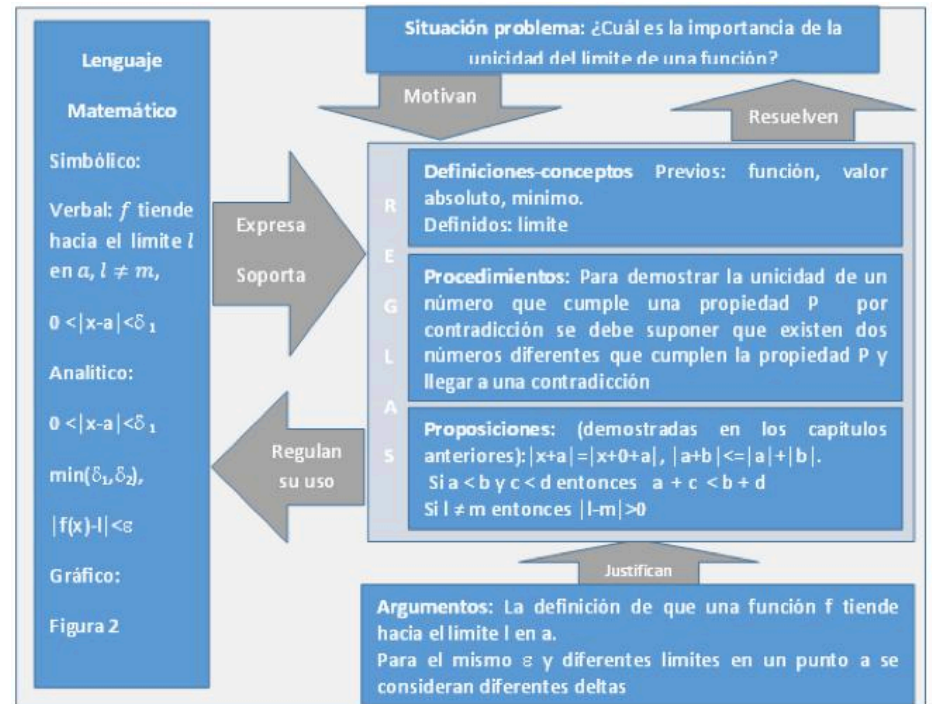 Lenguaje
Matemático
Simbólico:
Verbal: f tiende
hacia el límite l
en a, l ≠ m,
0 <|x-a|<δ₁
Analítico:
0 <|x-a|<δ₁
min(δ₁,δ₂),
|f(x)-l|<ε
Gráfico:
Figura 2
Situación problema: ¿Cuál es la importancia de la
unicidad del límite de una función?
Motivan
Resuelven
Expresa
Soporta
Regulan
su uso
R
E
G
L
A
S
Definiciones-conceptos Previos: función, valor
absoluto, mínimo.
Definidos: limite
Procedimientos: Para demostrar la unicidad de un
número que cumple una propiedad P por
contradicción se debe suponer que existen dos
números diferentes que cumplen la propiedad P y
llegar a una contradicción
Proposiciones: (demostradas en los capítulos
anteriores):|x+a|=|x+0+a|, |a+b|<=|a|+|b|.
Si a < b y c < d entonces a + c < b + d
Si l ≠ m entonces |l-m|>0
Justifican
Argumentos: La definición de que una función f tiende
hacia el límite l en a.
Para el mismo ε y diferentes limites en un punto a se
consideran diferentes deltas